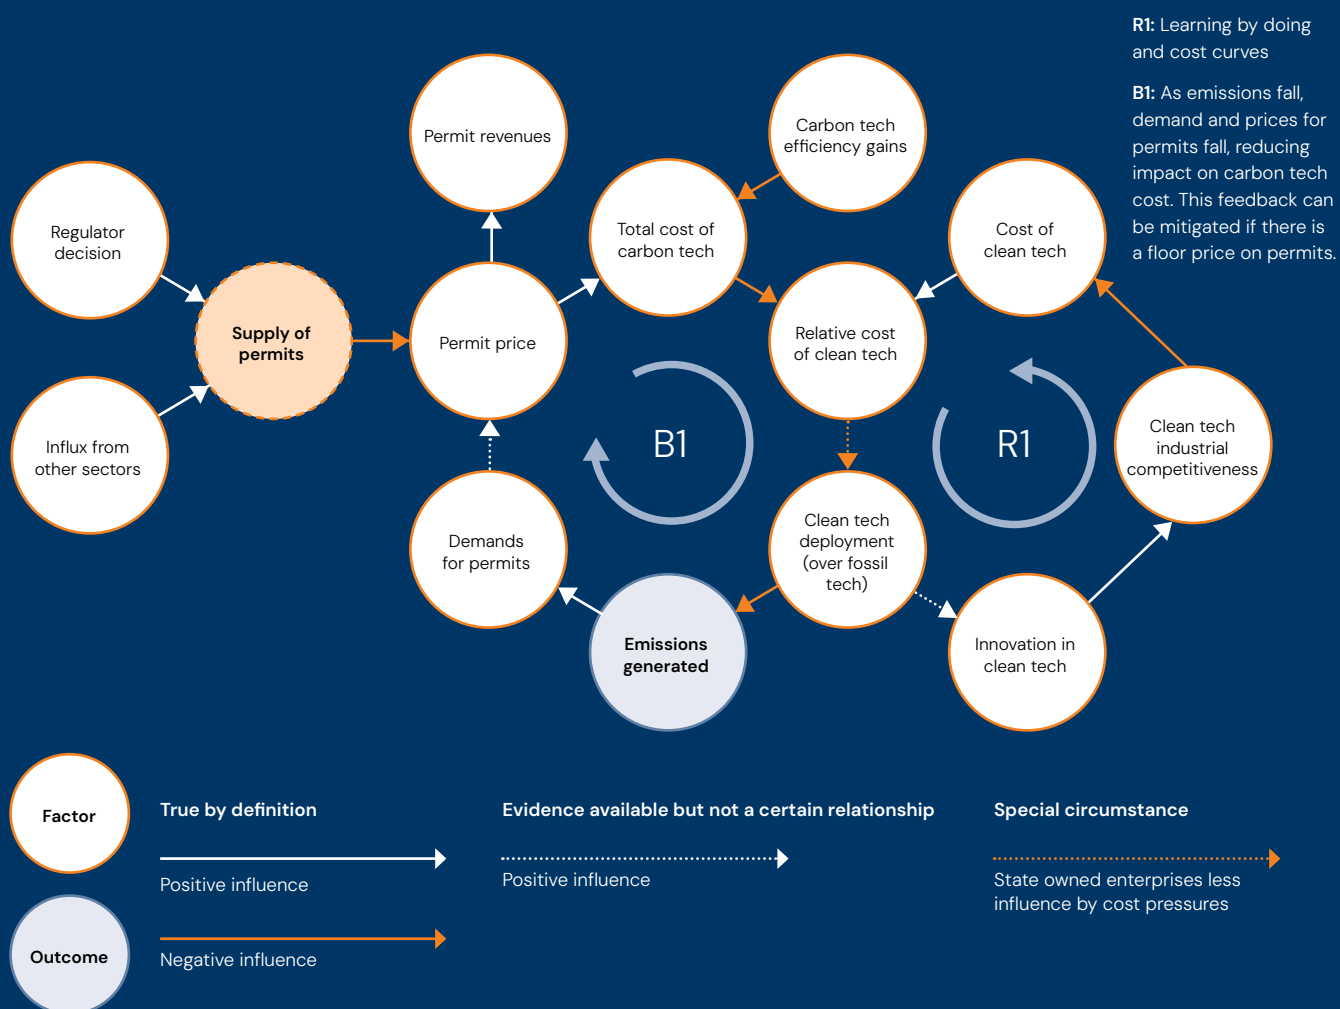 R1: Learning by doing
and cost curves
B1: As emissions fall,
demand and prices for
permits fall, reducing
impact on carbon tech
cost. This feedback can
be mitigated if there is
a floor price on permits.
Permit revenues
Carbon tech
efficiency gains
Regulator
decision
Total cost of
carbon tech
Cost of
clean tech
Supply of
permits
Permit price
Relative cost
of clean tech
Influx from
other sectors
B1
R1
Clean tech
industrial
competitiveness
Demands
for permits
Clean tech
deployment
(over fossil
tech)
Emissions
generated
Innovation in
clean tech
Factor
True by definition
Positive influence
Negative influence
Evidence available but not a certain relationship
Positive influence
Special circumstance
State owned enterprises less
influence by cost pressures
Outcome